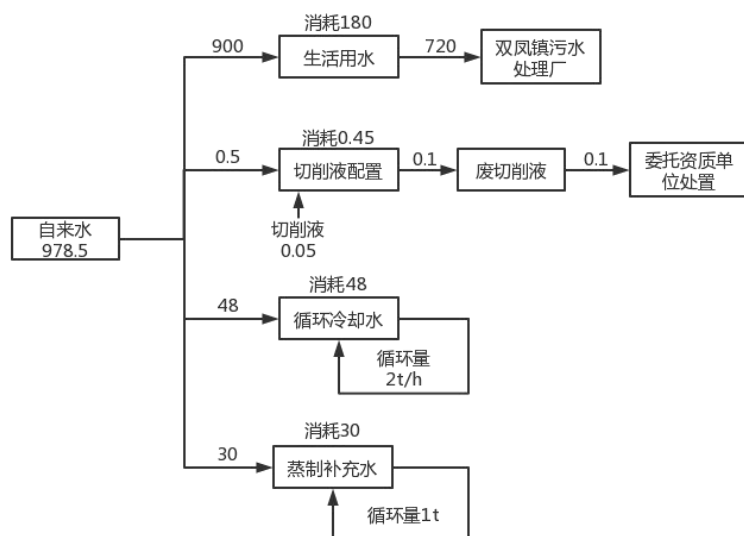 消耗180
900
生活用水
720
双凤镇污水
处理厂
消耗0.45
0.5
切削液配置
0.1
废切削液
0.1
委托资质单
位处置
切削液
0.05
自来水
978.5
消耗48
48
循环冷却水
循环量
2t/h
消耗30
30
蒸制补充水
循环量1t